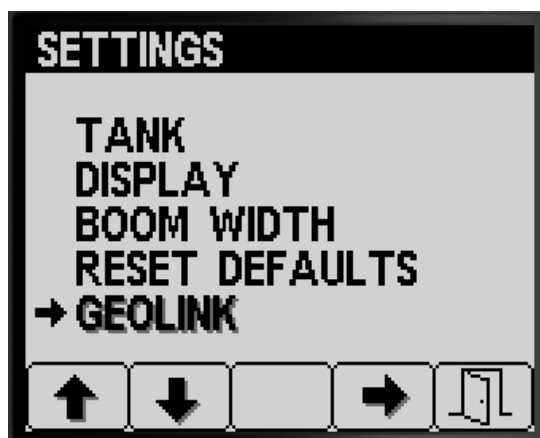 SETTINGS
TANK
DISPLAY
BOOM WIDTH
RESET DEFAULTS
GEOLINK